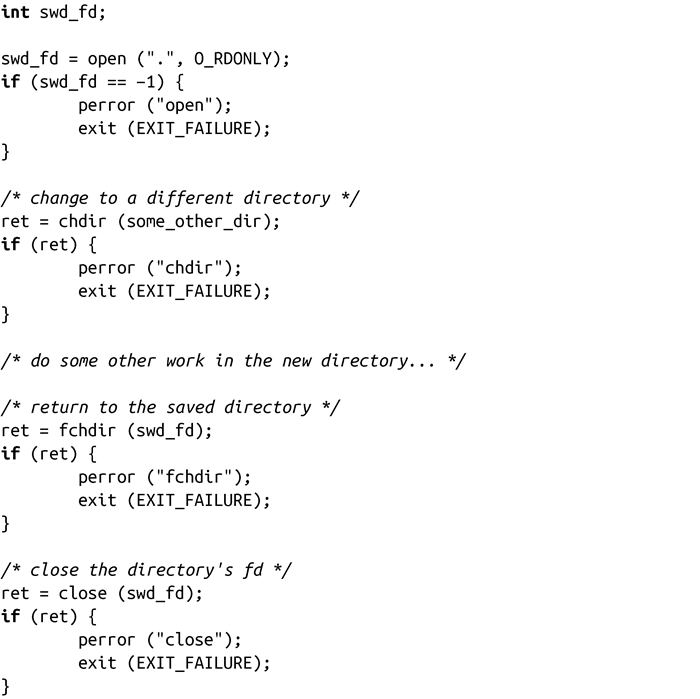 int swd_fd;

swd_fd = open (".", O_RDONLY);
if (swd_fd == -1) {
        perror ("open");
        exit (EXIT_FAILURE);
}

/* change to a different directory */
ret = chdir (some_other_dir);
if (ret) {
        perror ("chdir");
        exit (EXIT_FAILURE);
}

/* do some other work in the new directory... */

/* return to the saved directory */
ret = fchdir (swd_fd);
if (ret) {
        perror ("fchdir");
        exit (EXIT_FAILURE);
}

/* close the directory's fd */
ret = close (swd_fd);
if (ret) {
        perror ("close");
        exit (EXIT_FAILURE);
}